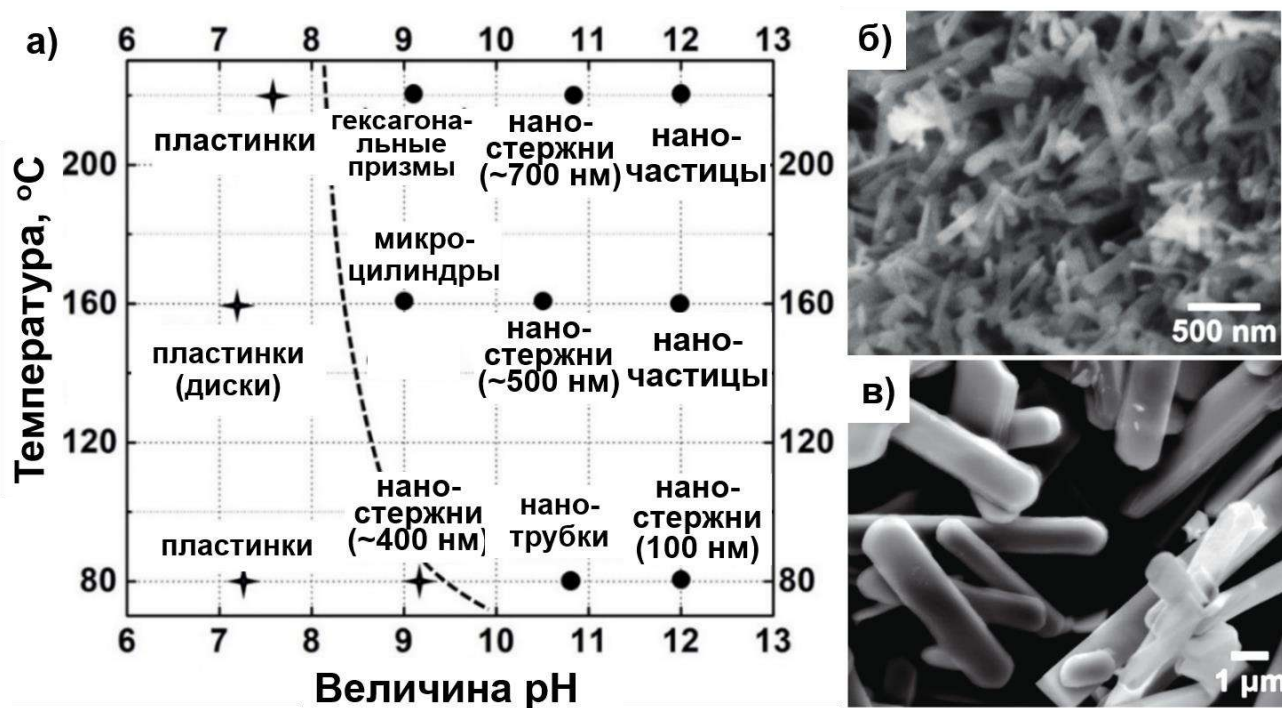 а)
6 7 8 9 10 11 12 13
пластинки
гексагона-
льные
призмы
нано-
стержни
(~700 нм)
нано-
частицы
200
микро-
цилиндры
160
160
пластинки
(диски)
нано-
стержни
(~500 нм)
нано-
частицы
120
120
пластинки
нано-
стержни
(~400 нм)
нано-
трубки
нано-
стержни
(100 нм)
80
80
6 7 8 9 10 11 12 13
Температура, °С
200
Величина pH
б)
500 nm
в)
1 µm